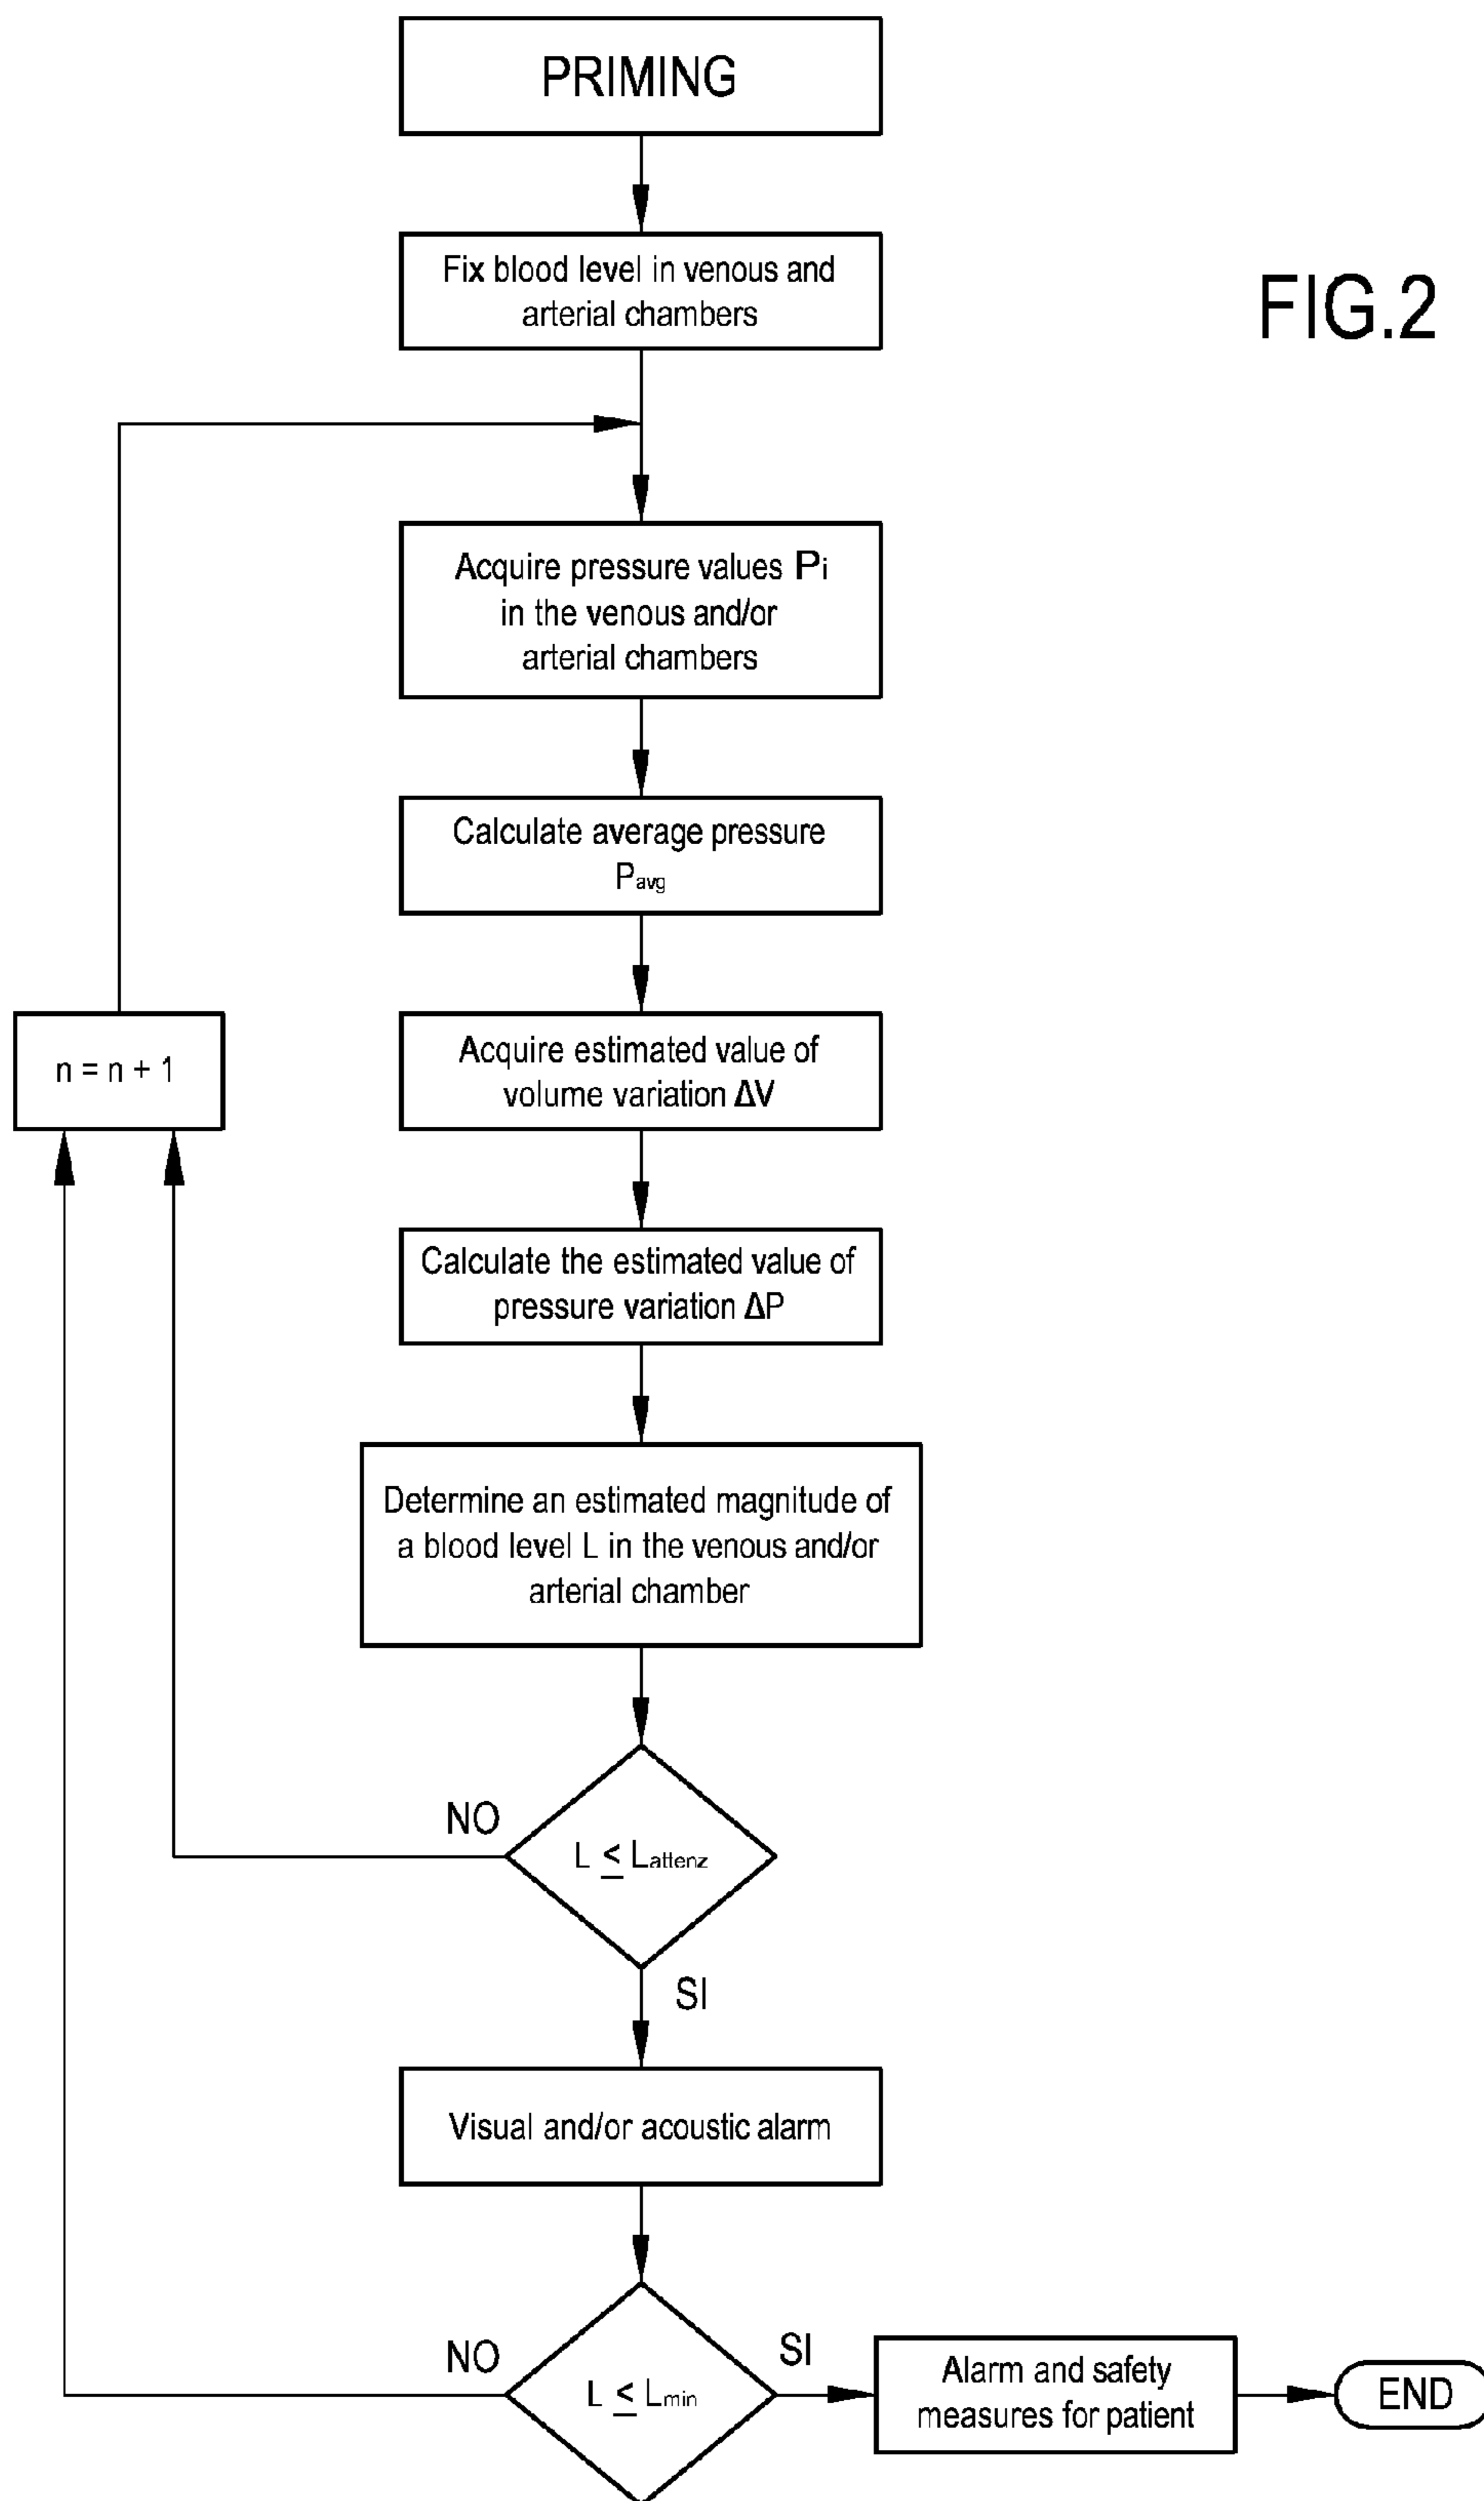 PRIMING
Fix blood level in venous and
arterial chambers
FIG.2
Acquire pressure values Pi
in the venous and/or
arterial chambers
Calculate average pressure
Pavg
n = n + 1
Acquire estimated value of
volume variation ΔV
Calculate the estimated value of
pressure variation ΔP
Determine an estimated magnitude of
a blood level L in the venous and/or
arterial chamber
NO
L ≤ Lattenz
SI
Visual and/or acoustic alarm
NO
L ≤ Lmin
SI
Alarm and safety
measures for patient
END